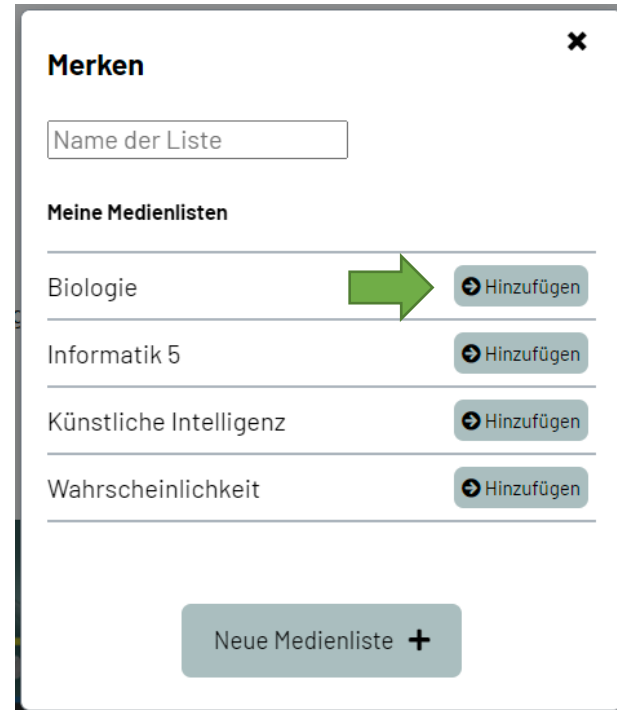 Merken
Name der Liste
Meine Medienlisten
Biologie Hinzufügen
Informatik 5 Hinzufügen
Künstliche Intelligenz Hinzufügen
Wahrscheinlichkeit Hinzufügen
Neue Medienliste